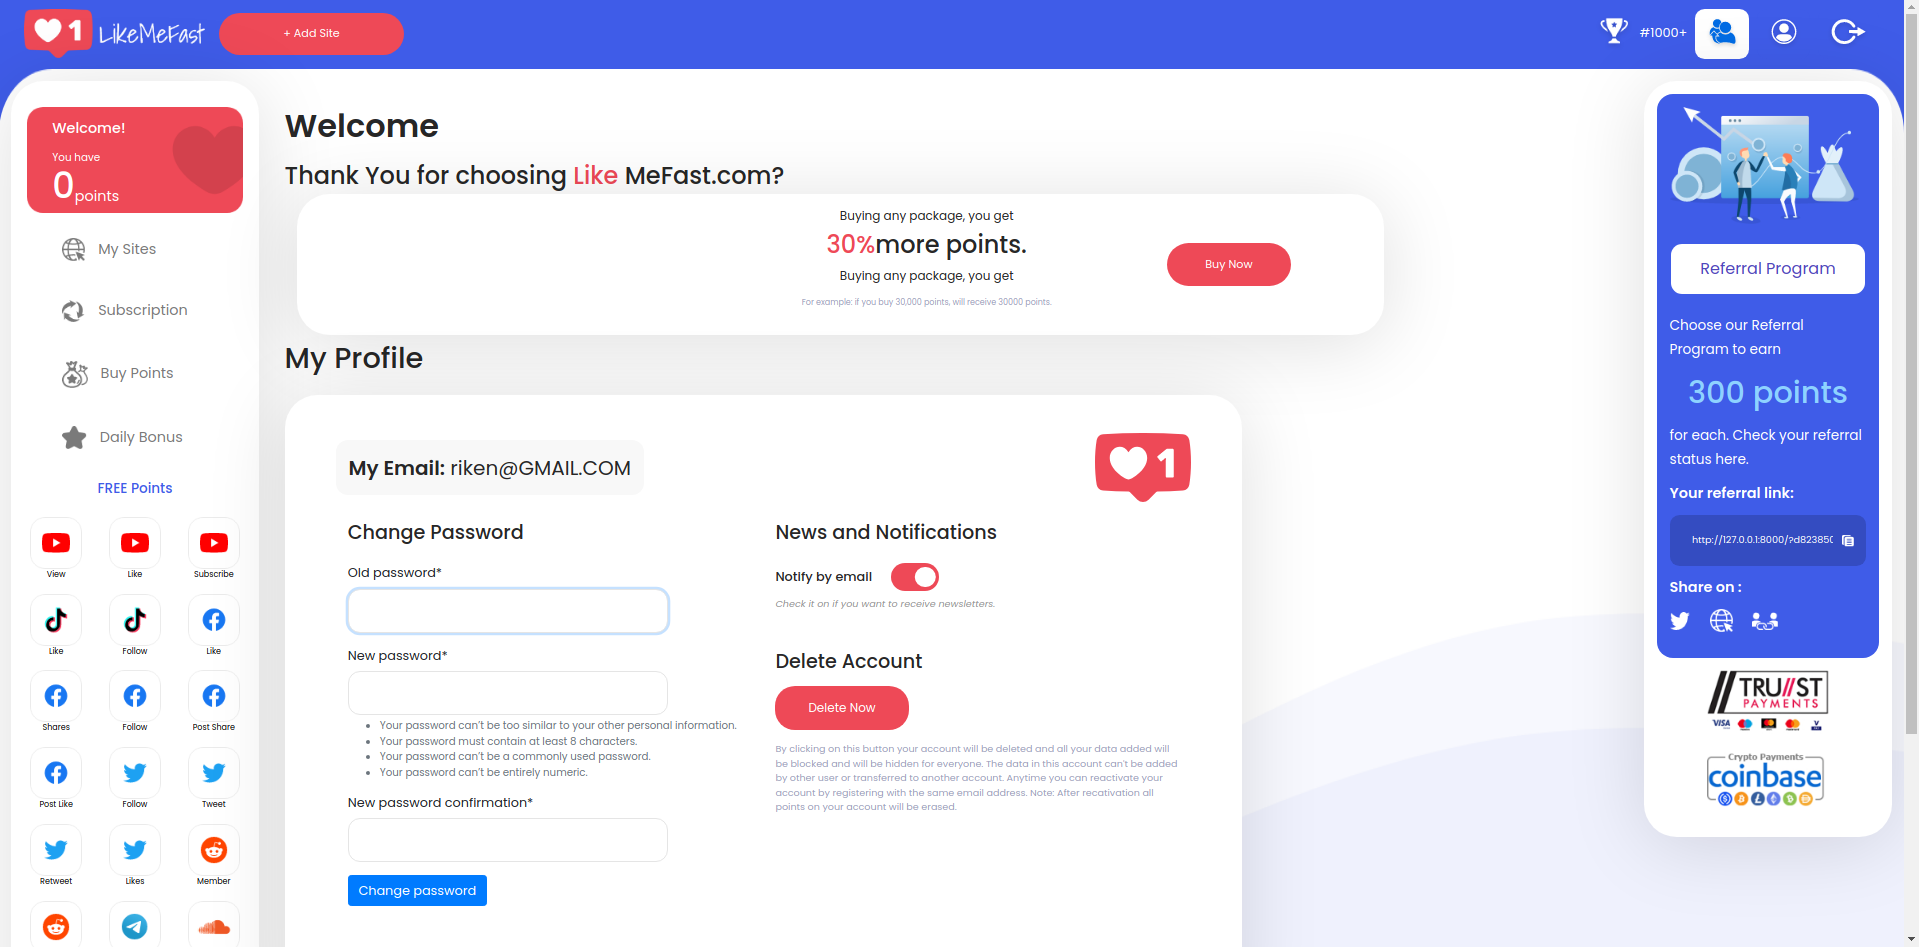 LikeMeFast
+ Add Site
#1000+
Welcome!
You have
0 points
My Sites
Subscription
Buy Points
Daily Bonus
FREE Points
View
Like
Subscribe
Like
Follow
Like
Shares
Follow
Post Share
Post Like
Follow
Tweet
Retweet
Likes
Member
Welcome
Thank You for choosing Like MeFast.com?
Buying any package, you get
30%more points.
Buying any package, you get
For example: if you buy 30,000 points, will receive 30000 points.
Buy Now
My Profile
My Email: riken@GMAIL.COM
1
Change Password
Old password*
New password*
Your password can't be too similar to your other personal information.
Your password must contain at least 8 characters.
Your password can't be a commonly used password.
Your password can't be entirely numeric.
New password confirmation*
Change password
News and Notifications
Notify by email
Check it on if you want to receive newsletters.
Delete Account
Delete Now
By clicking on this button your account will be deleted and all your data added will
be blocked and will be hidden for everyone. The data in this account can't be added
by other user or transferred to another account. Anytime you can reactivate your
account by registering with the same email address. Note: After recativation all
points on your account will be erased.
Referral Program
Choose our Referral
Program to earn
300 points
for each. Check your referral
status here.
Your referral link:
http://127.0.0.1:8000/?d82385
Share on :
TRU//ST
PAYMENTS
VISA
Crypto Payments
coinbase